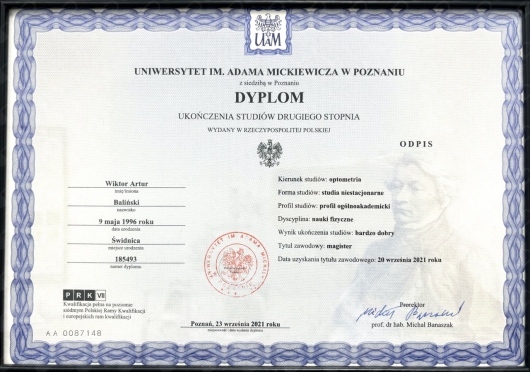 UAM
UNIWERSYTET IM. ADAMA MICKIEWICZA W POZNANIU
z siedzibą w Poznaniu
DYPLOM
UKOŃCZENIA STUDIÓW DRUGIEGO STOPNIA
WYDANY W RZECZYPOSPOLITEJ POLSKIEJ
ODPIS
Wiktor Artur
imię/imiona
Baliński
nazwisko
9 maja 1996 roku
data urodzenia
Świdnica
miejsce urodzenia
185493
numer dyplomu
Kierunek studiów: optometria
Forma studiów: studia niestacjonarne
Profil studiów: profil ogólnoakademicki
Dyscyplina: nauki fizyczne
Wynik ukończenia studiów: bardzo dobry
Tytuł zawodowy: magister
Data uzyskania tytułu zawodowego: 20 września 2021 roku
PRK VII
Kwalifikacja pełna na poziomie
siódmym Polskiej Ramy Kwalifikacji
i europejskich ram kwalifikacji
AA 0087148
Poznań, 23 września 2021 roku
miejscowość i data wydania dyplomu
Prorektor
prof. dr hab. Michał Banaszak